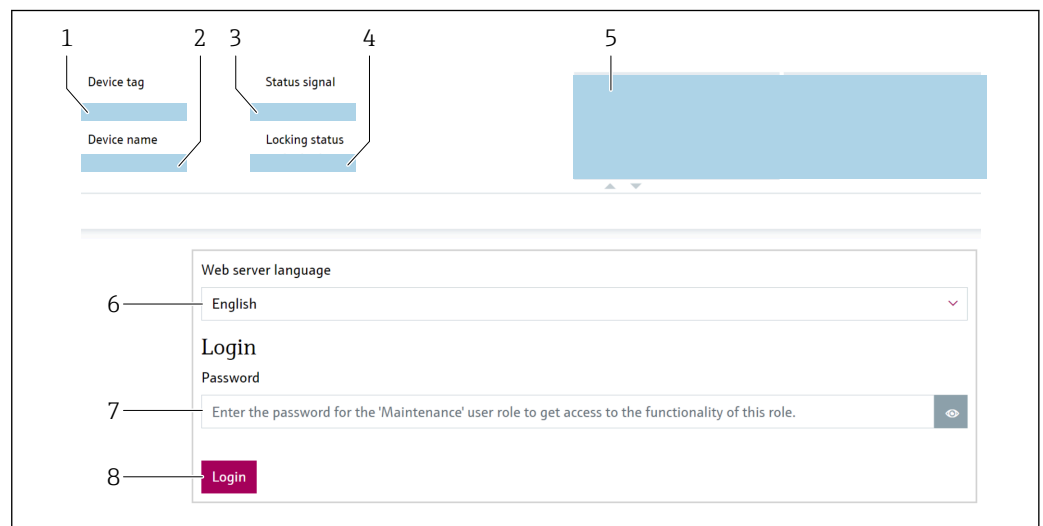 1 2 3 4 5
Device tag Status signal
Device name Locking status
Web server language
6 English
Login
Password
7 Enter the password for the 'Maintenance' user role to get access to the functionality of this role.
8 Login